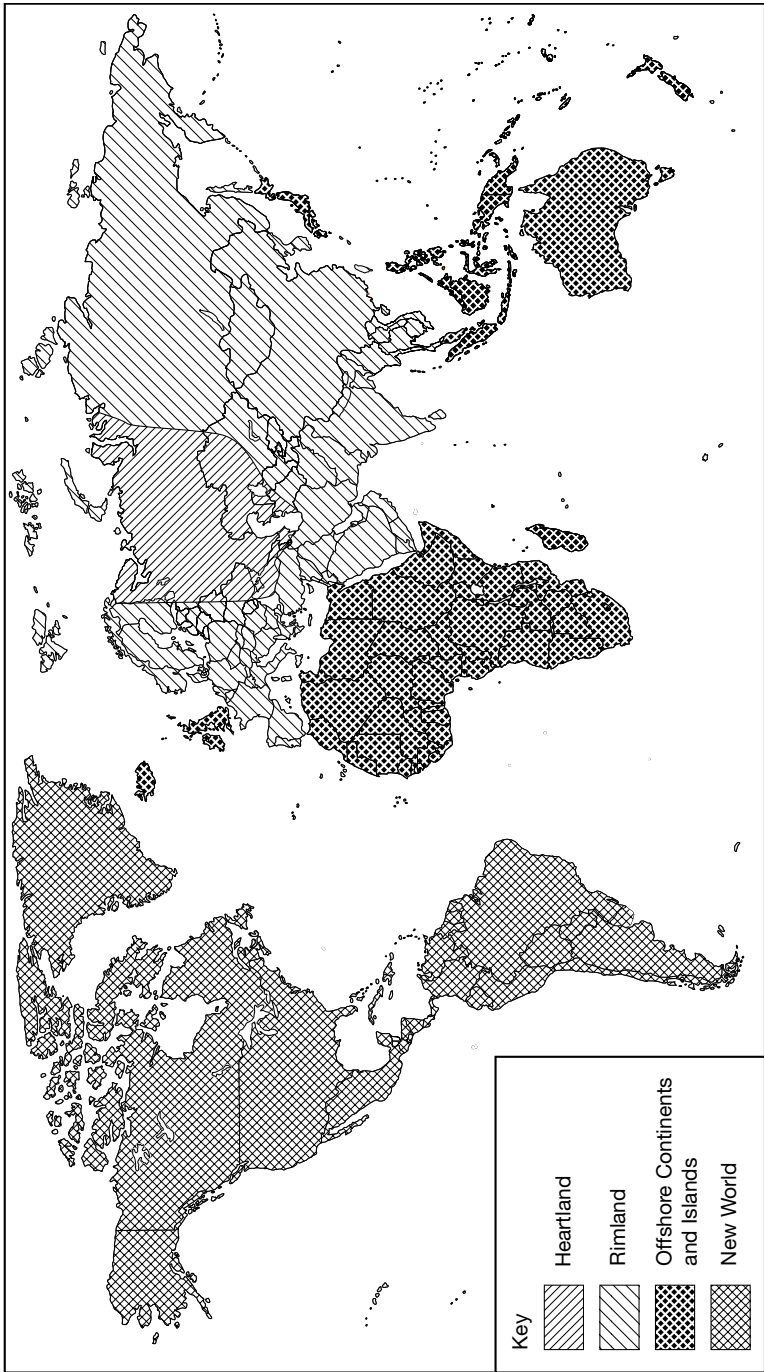 Key
Heartland
Rimland
Offshore Continents
and Islands
New World